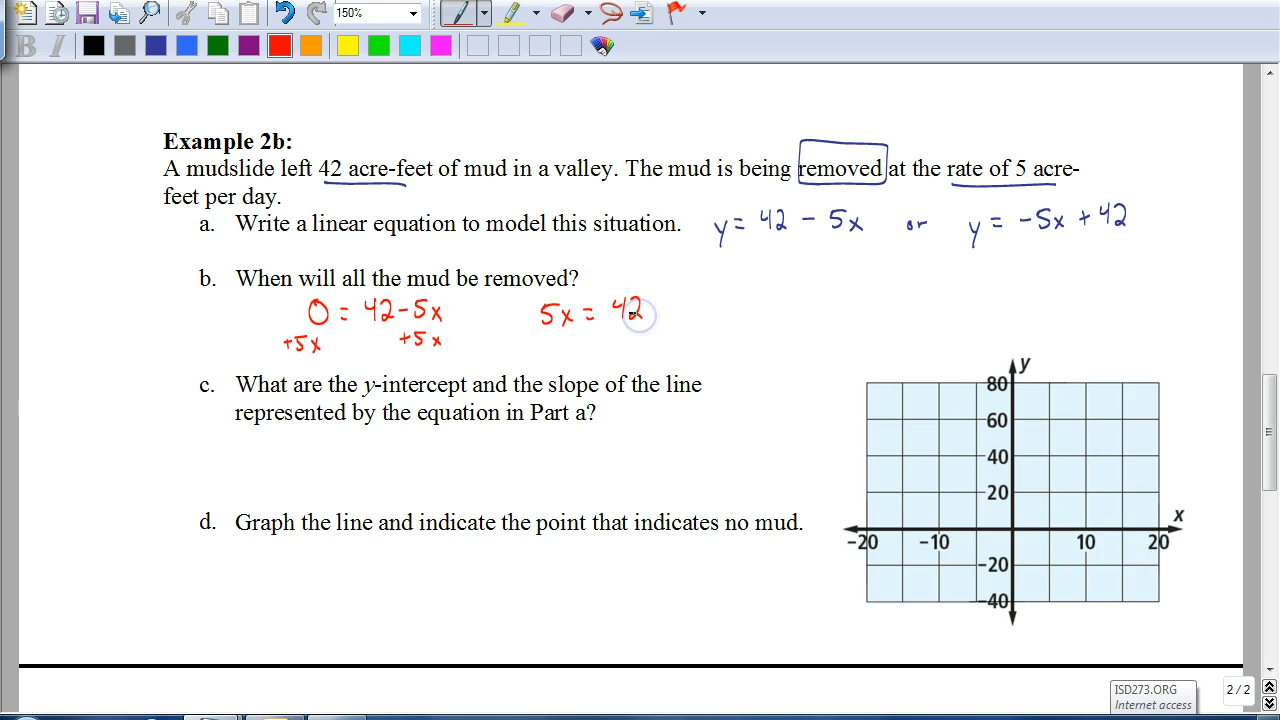 150%
B I
Example 2b:
A mudslide left 42 acre-feet of mud in a valley. The mud is being removed at the rate of 5 acre-
feet per day.
a. Write a linear equation to model this situation. y = 42 - 5x or y = -5x + 42
b. When will all the mud be removed?
0 = 42 - 5x 5x = 42
+5x +5x
c. What are the y-intercept and the slope of the line
represented by the equation in Part a?
d. Graph the line and indicate the point that indicates no mud.
y
80
60
40
20
x
-20 -10 10 20
-20
-40
ISD273.ORG
Internet access
2 / 2